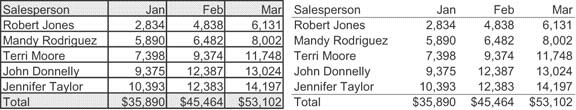 Salesperson Jan Feb Mar
Robert Jones 2,834 4,838 6,131
Mandy Rodriguez 5,890 6,482 8,002
Terri Moore 7,398 9,374 11,748
John Donnelly 9,375 12,387 13,024
Jennifer Taylor 10,393 12,383 14,197
Total $35,890 $45,464 $53,102
Salesperson Jan Feb Mar
Robert Jones 2,834 4,838 6,131
Mandy Rodriguez 5,890 6,482 8,002
Terri Moore 7,398 9,374 11,748
John Donnelly 9,375 12,387 13,024
Jennifer Taylor 10,393 12,383 14,197
Total $35,890 $45,464 $53,102